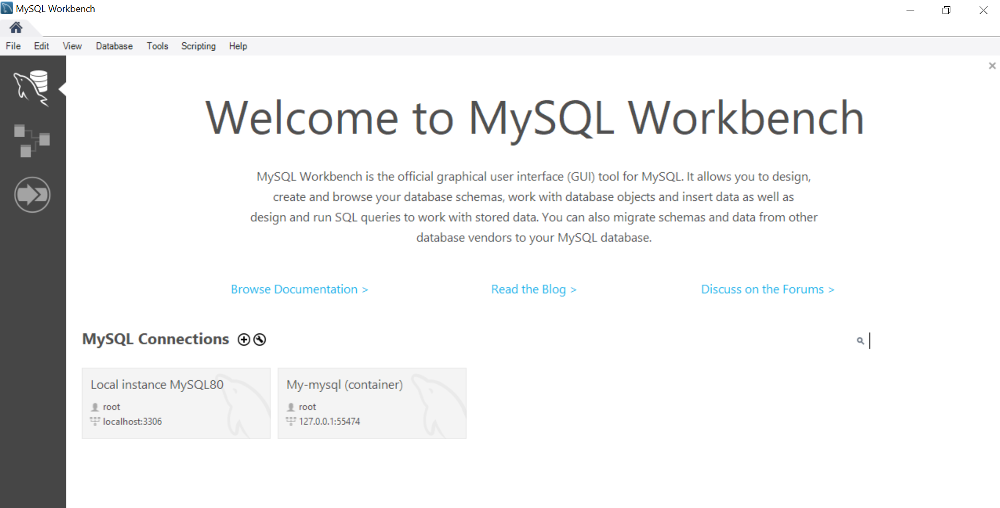 MySQL Workbench
File Edit View Database Tools Scripting Help
Welcome to MySQL Workbench
MySQL Workbench is the official graphical user interface (GUI) tool for MySQL. It allows you to design,
create and browse your database schemas, work with database objects and insert data as well as
design and run SQL queries to work with stored data. You can also migrate schemas and data from other
database vendors to your MySQL database.
Browse Documentation > Read the Blog > Discuss on the Forums >
MySQL Connections
Local instance MySQL80
root
localhost:3306
My-mysql (container)
root
127.0.0.1:55474